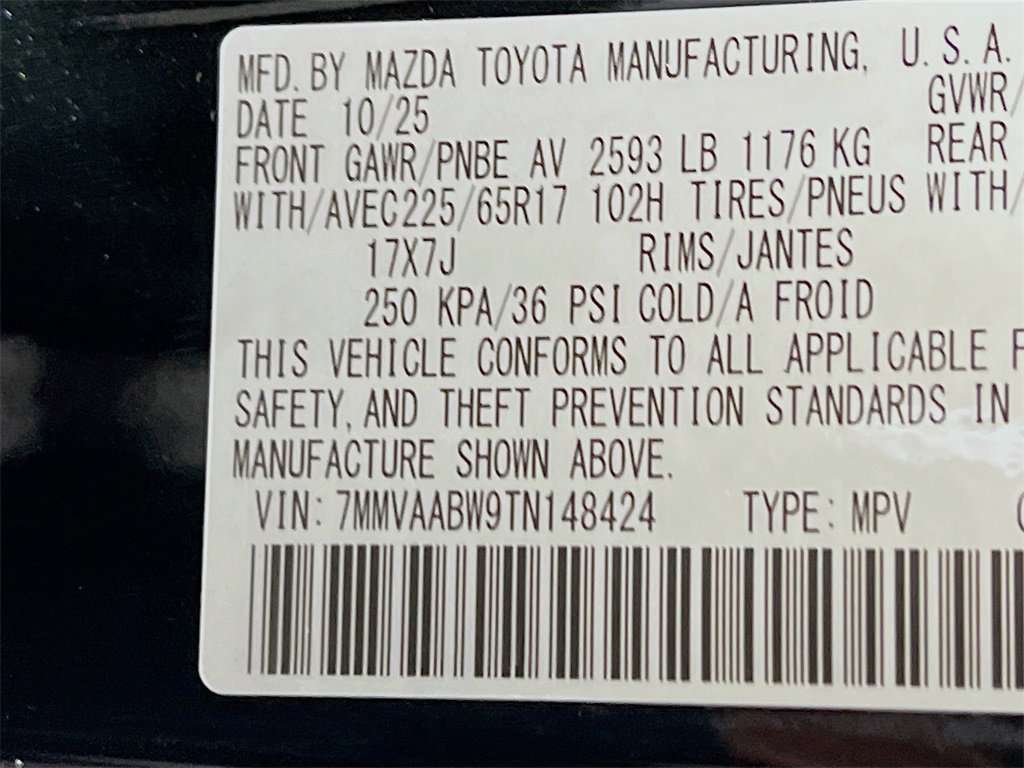 MFD. BY MAZDA TOYOTA MANUFACTURING, U.S.A.
DATE 10/25 GVWR/
FRONT GAWR/PNBE AV 2593 LB 1176 KG REAR
WITH/AVEC225/65R17 102H TIRES/PNEUS WITH/
17X7J RIMS/JANTES
250 KPA/36 PSI COLD/A FROID
THIS VEHICLE CONFORMS TO ALL APPLICABLE F
SAFETY, AND THEFT PREVENTION STANDARDS IN
MANUFACTURE SHOWN ABOVE.
VIN: 7MMVAABW9TN148424 TYPE: MPV